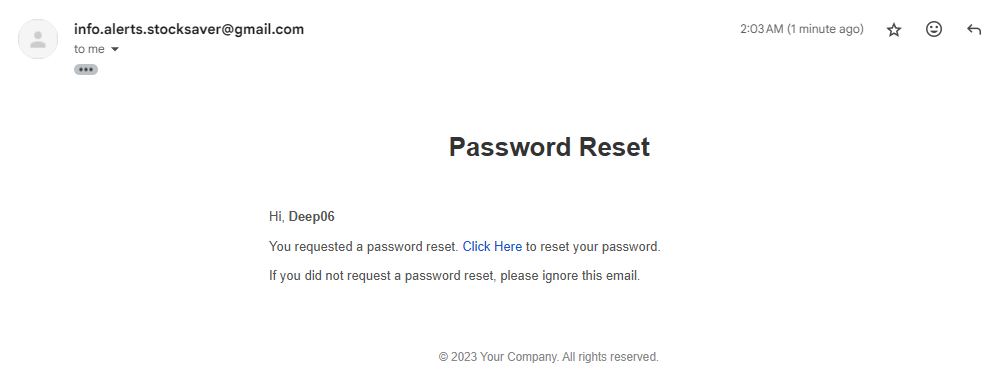 info.alerts.stocksaver@gmail.com
2:03 AM (1 minute ago)
to me
Password Reset
Hi, Deep06
You requested a password reset. Click Here to reset your password.
If you did not request a password reset, please ignore this email.
© 2023 Your Company. All rights reserved.